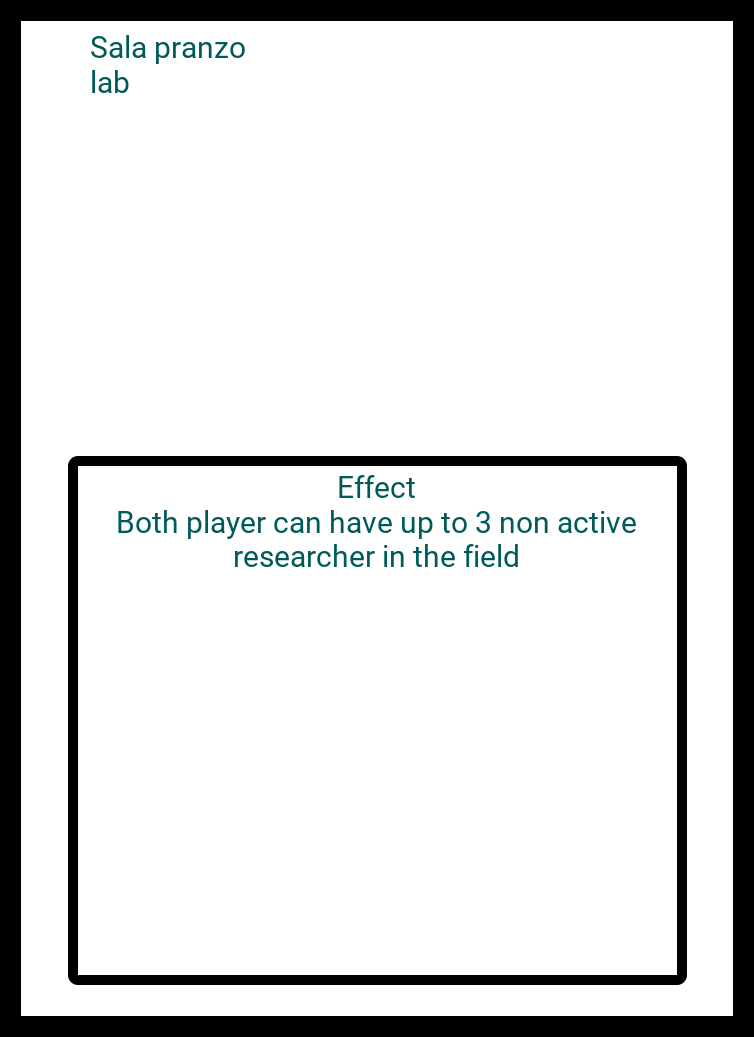 Sala pranzo
lab
Effect
Both player can have up to 3 non active
researcher in the field